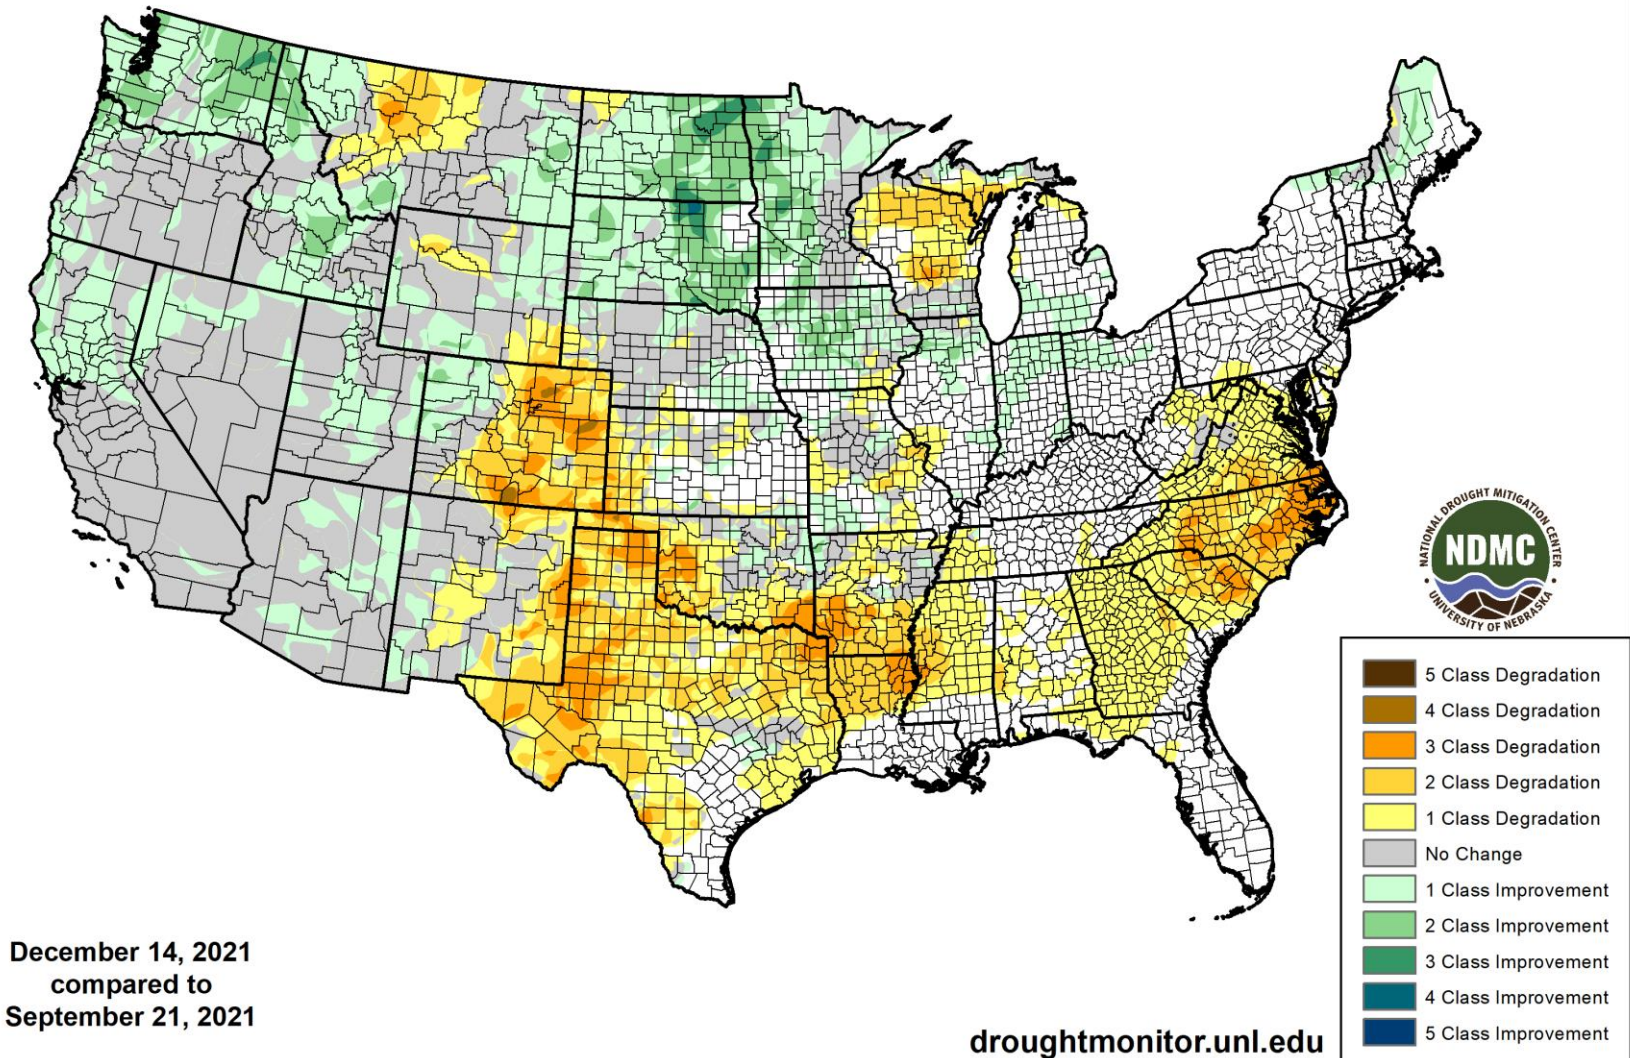 NATIONAL DROUGHT MITIGATION CENTER
NDMC
UNIVERSITY OF NEBRASKA
5 Class Degradation
4 Class Degradation
3 Class Degradation
2 Class Degradation
1 Class Degradation
No Change
1 Class Improvement
2 Class Improvement
3 Class Improvement
4 Class Improvement
5 Class Improvement
December 14, 2021
compared to
September 21, 2021
droughtmonitor.unl.edu